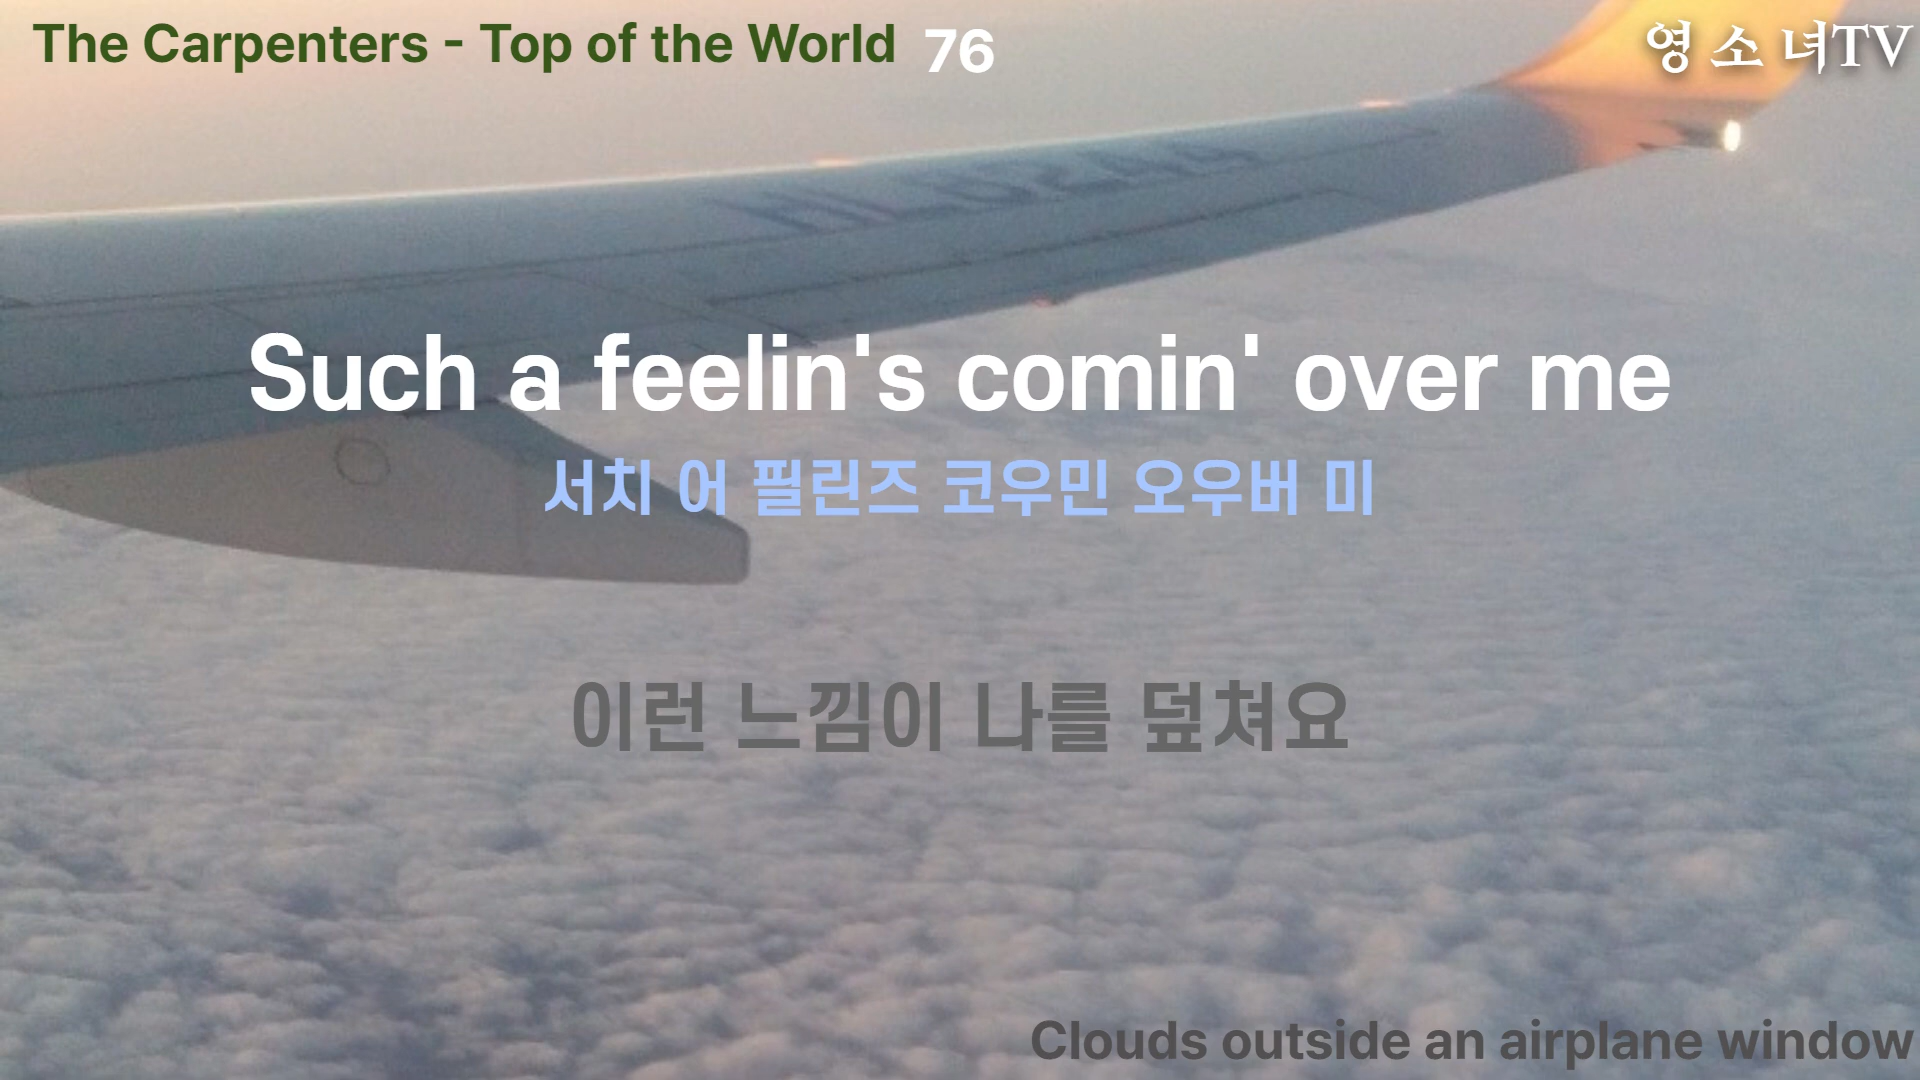 The Carpenters - Top of the World 76
영 소 녀TV
HL8244
Such a feelin's comin' over me
서치 어 필린즈 코우민 오우버 미
이런 느낌이 나를 덮쳐요
Clouds outside an airplane window